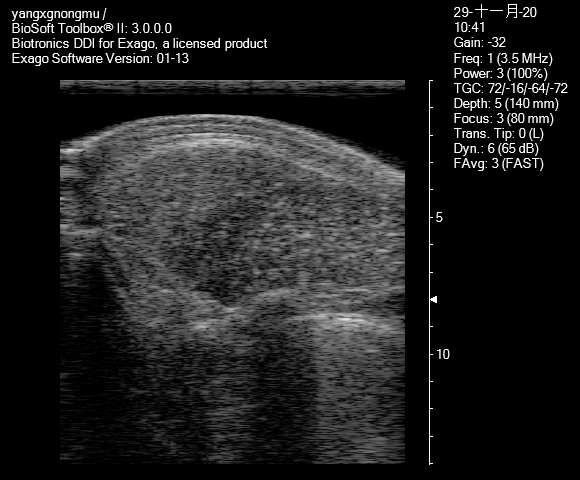 yangxgnongmu /
BioSoft Toolbox® II: 3.0.0.0
Biotronics DDI for Exago, a licensed product
Exago Software Version: 01-13
29-十一月-20
10:41
Gain: -32
Freq: 1 (3.5 MHz)
Power: 3 (100%)
TGC: 72/-16/-64/-72
Depth: 5 (140 mm)
Focus: 3 (80 mm)
Trans. Tip: 0 (L)
Dyn.: 6 (65 dB)
FAvg: 3 (FAST)
5
10